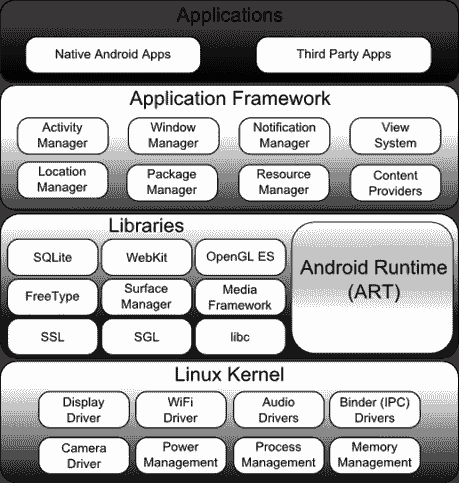 Applications
Native Android Apps
Third Party Apps
Application Framework
Activity
Manager
Window
Manager
Notification
Manager
View
System
Location
Manager
Package
Manager
Resource
Manager
Content
Providers
Libraries
SQLite
WebKit
OpenGL ES
FreeType
Surface
Manager
Media
Framework
SSL
SGL
libc
Android Runtime
(ART)
Linux Kernel
Display
Driver
WiFi
Driver
Audio
Drivers
Binder (IPC)
Drivers
Camera
Driver
Power
Management
Process
Management
Memory
Management